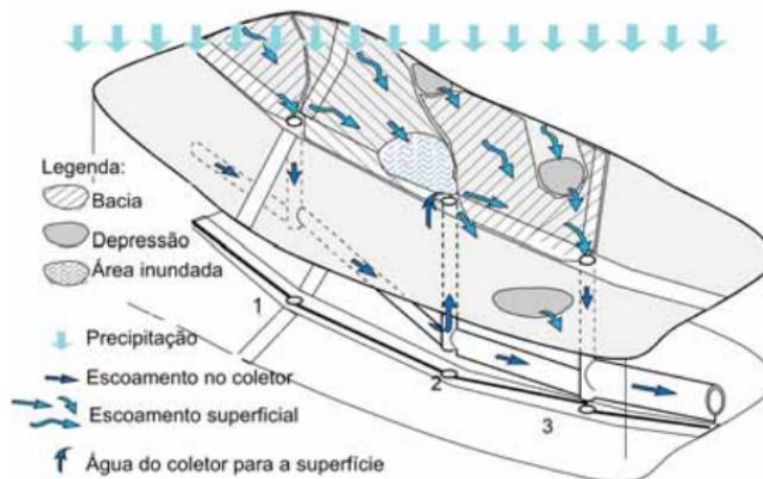 Legenda:
Bacia
Depressão
Área inundada
Precipitação
Escoamento no coletor
Escoamento superficial
Água do coletor para a superfície
1
2
3